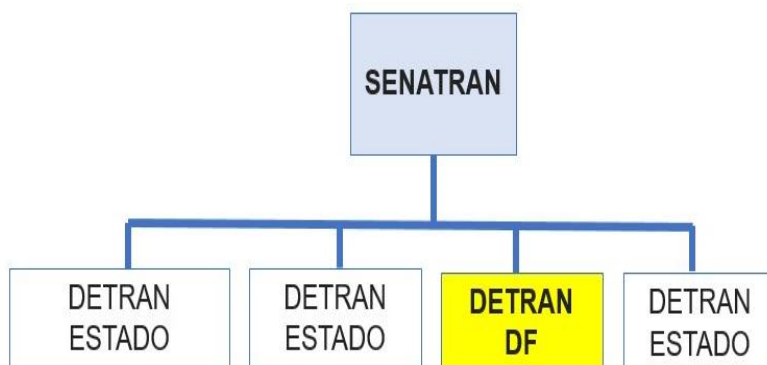 SENATRAN
DETRAN
ESTADO
DETRAN
ESTADO
DETRAN
DF
DETRAN
ESTADO